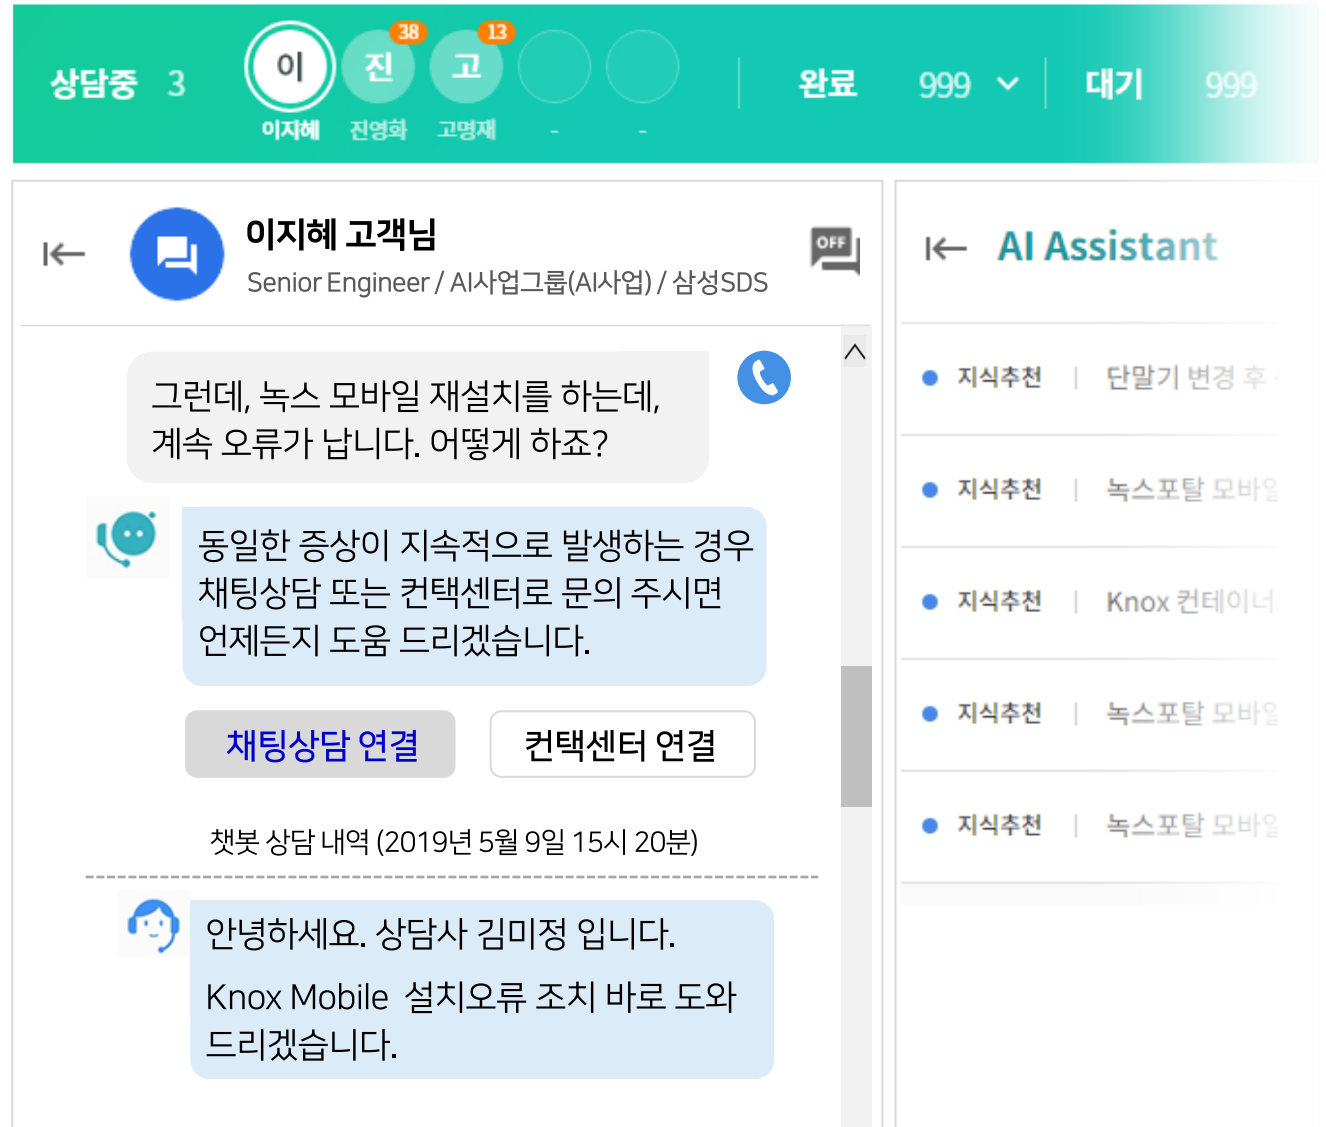 상담중 3
이
진 38
고 13
이지혜 진영화 고명재 - -
완료 999
대기 999
이지혜 고객님
Senior Engineer / AI사업그룹(AI사업) / 삼성SDS
OFF
그런데, 녹스 모바일 재설치를 하는데,
계속 오류가 납니다. 어떻게 하죠?
동일한 증상이 지속적으로 발생하는 경우
채팅상담 또는 컨택센터로 문의 주시면
언제든지 도움 드리겠습니다.
채팅상담 연결 컨택센터 연결
챗봇 상담 내역 (2019년 5월 9일 15시 20분)
안녕하세요. 상담사 김미정 입니다.
Knox Mobile 설치오류 조치 바로 도와
드리겠습니다.
AI Assistant
지식추천 | 단말기 변경 후
지식추천 | 녹스포탈 모바일
지식추천 | Knox 컨테이너
지식추천 | 녹스포탈 모바일
지식추천 | 녹스포탈 모바일